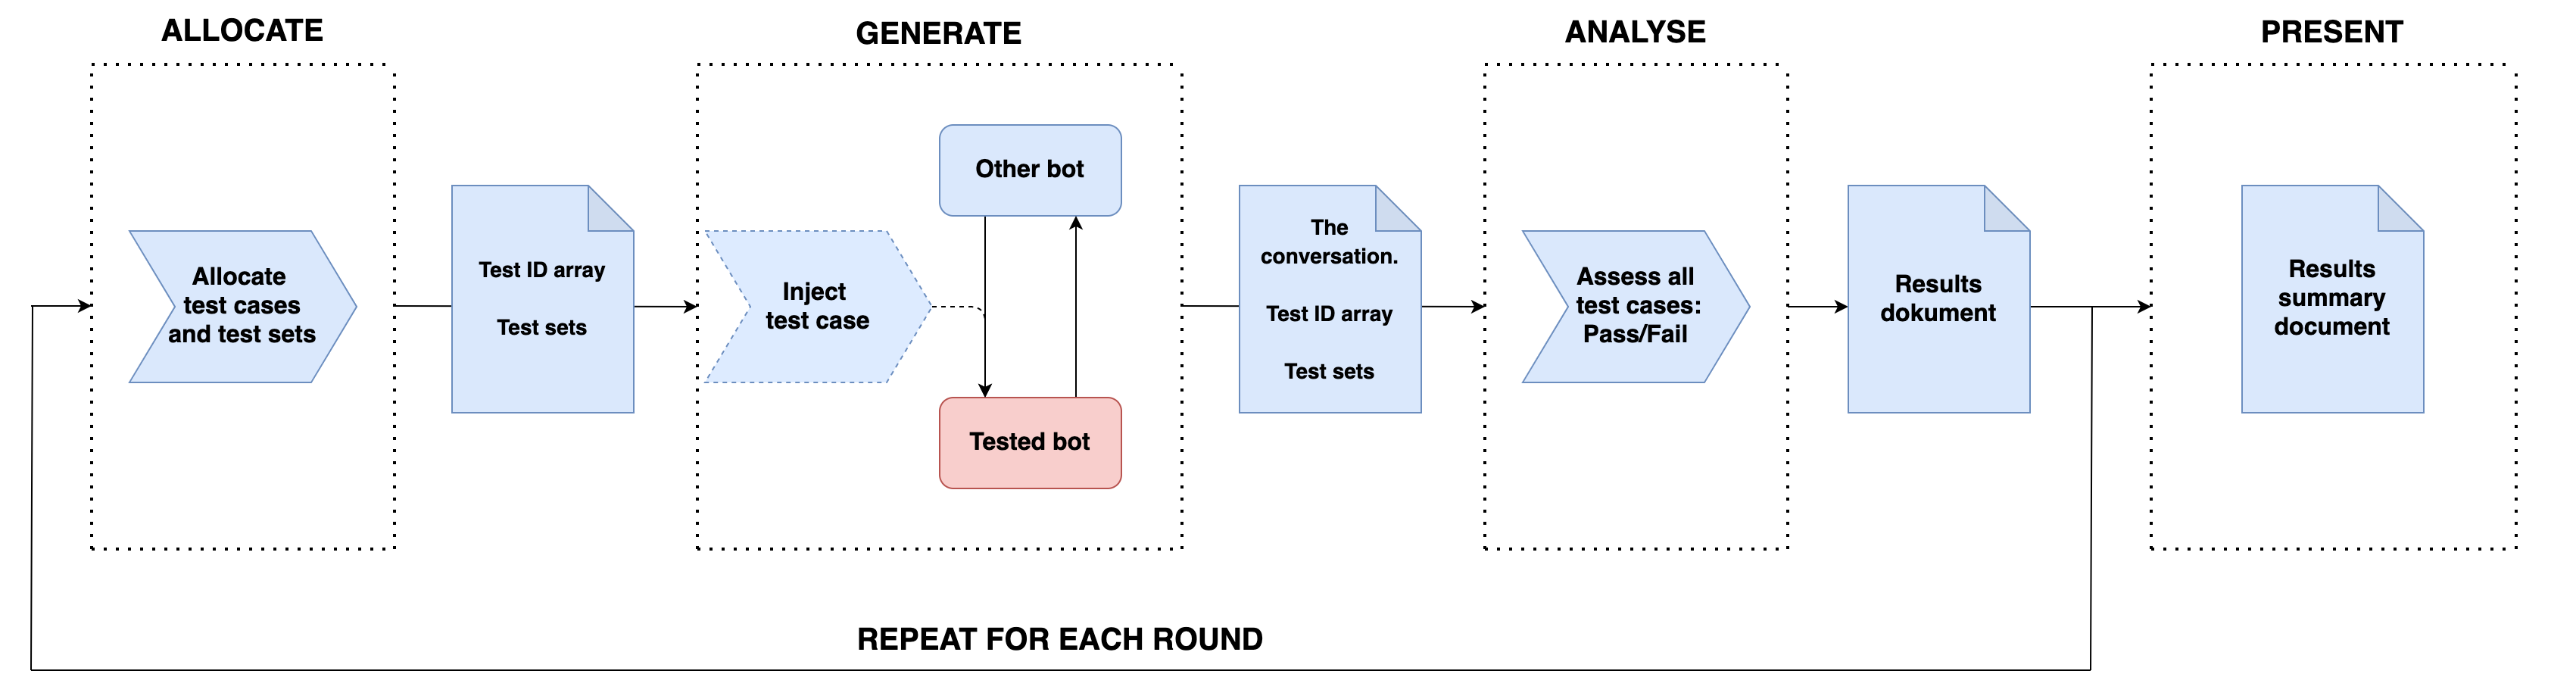 ALLOCATE
GENERATE
ANALYSE
PRESENT
Allocate
test cases
and test sets
Test ID array
Test sets
Inject
test case
Other bot
Tested bot
The
conversation.
Test ID array
Test sets
Assess all
test cases:
Pass/Fail
Results
dokument
Results
summary
document
REPEAT FOR EACH ROUND